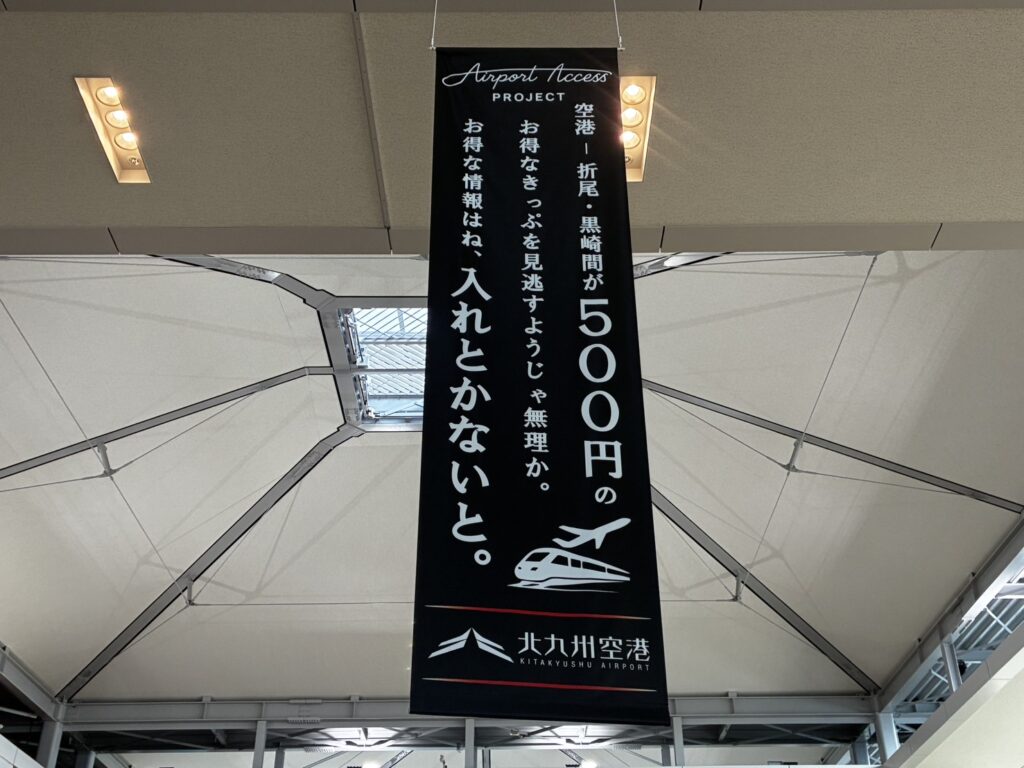 Airport Access
PROJECT
空港－折尾・黒崎間が500円の
お得なきっぷを見逃すようじゃ無理か。
お得な情報はね、入れとかないと。
北九州空港
KITAKYUSHU AIRPORT